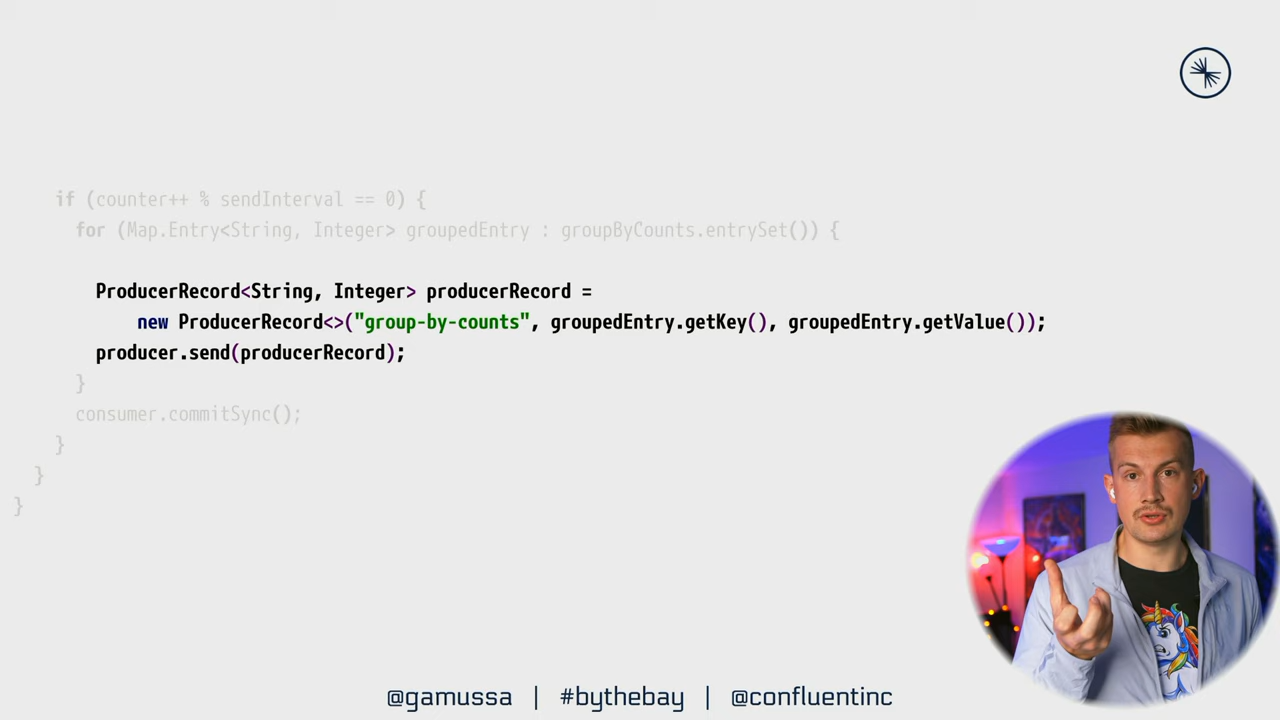 if (counter++ % sendInterval == 0) {
for (Map.Entry<String, Integer> groupedEntry : groupByCounts.entrySet()) {
ProducerRecord<String, Integer> producerRecord =
new ProducerRecord<>("group-by-counts", groupedEntry.getKey(), groupedEntry.getValue());
producer.send(producerRecord);
}
consumer.commitSync();
}
}
}
@gamussa | #bythebay | @confluentinc